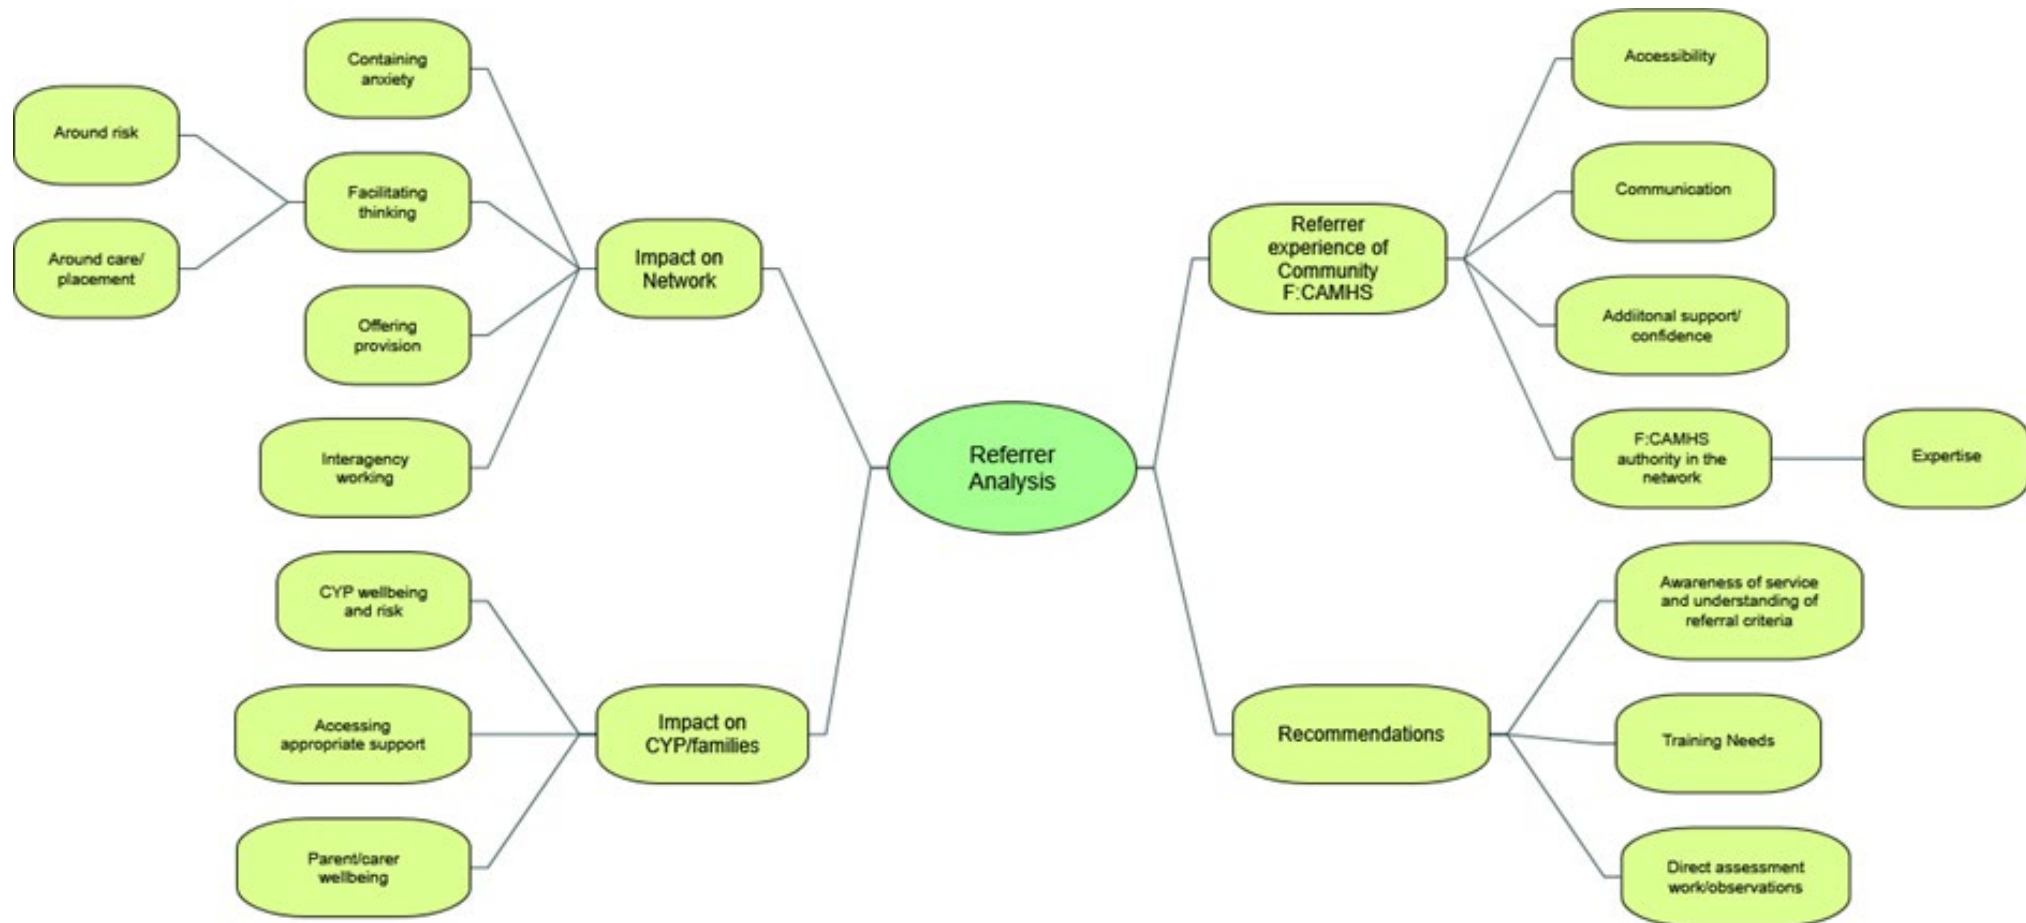 Containing
anxiety
Around risk
Facilitating
thinking
Around care/
placement
Offering
provision
Interagency
working
Impact on
Network
CYP wellbeing
and risk
Accessing
appropriate support
Parent/carer
wellbeing
Impact on
CYP/families
Referrer
Analysis
Referrer
experience of
Community
F:CAMHS
Accessibility
Communication
Addiitonal support/
confidence
F:CAMHS
authority in the
network
Expertise
Recommendations
Awareness of service
and understanding of
referral criteria
Training Needs
Direct assessment
work/observations